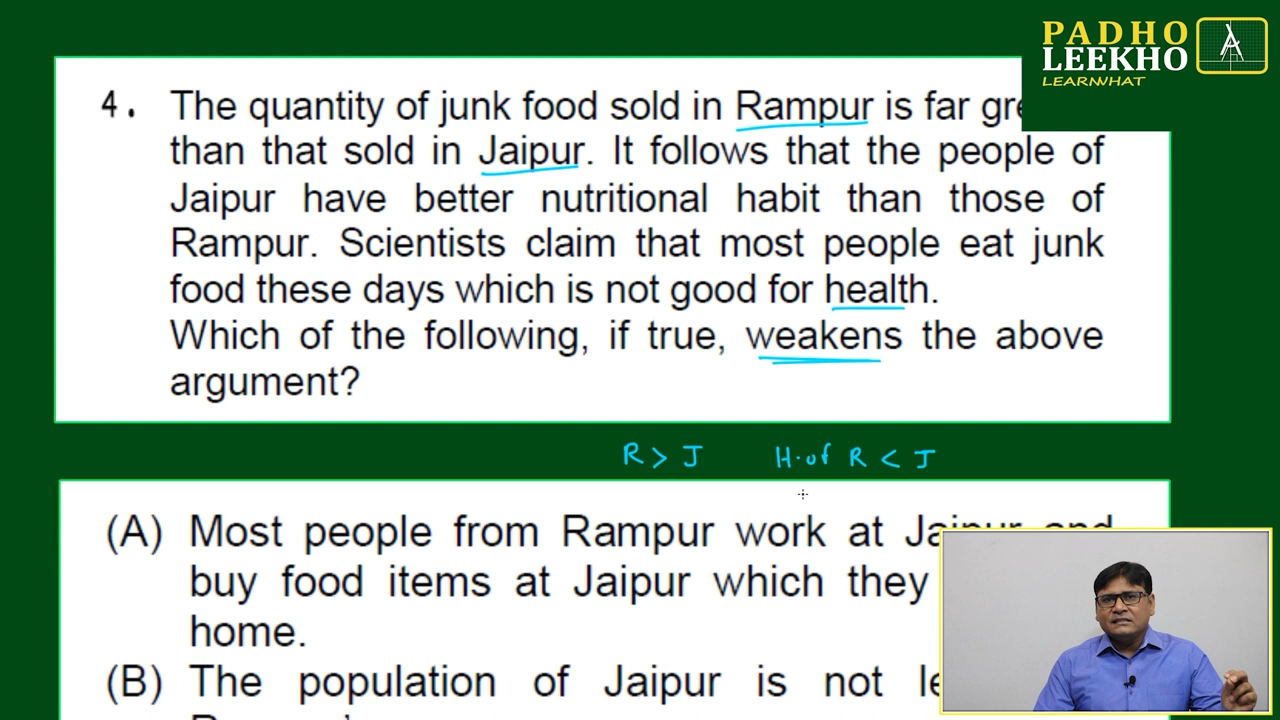 PADHO
LEEKHO
LEARNWHAT
4. The quantity of junk food sold in Rampur is far
than that sold in Jaipur. It follows that the people of
Jaipur have better nutritional habit than those of
Rampur. Scientists claim that most people eat junk
food these days which is not good for health.
Which of the following, if true, weakens the above
argument?
R > J H.of R < J
(A) Most people from Rampur work at Jaipur and
buy food items at Jaipur which they
home.
(B) The population of Jaipur is not